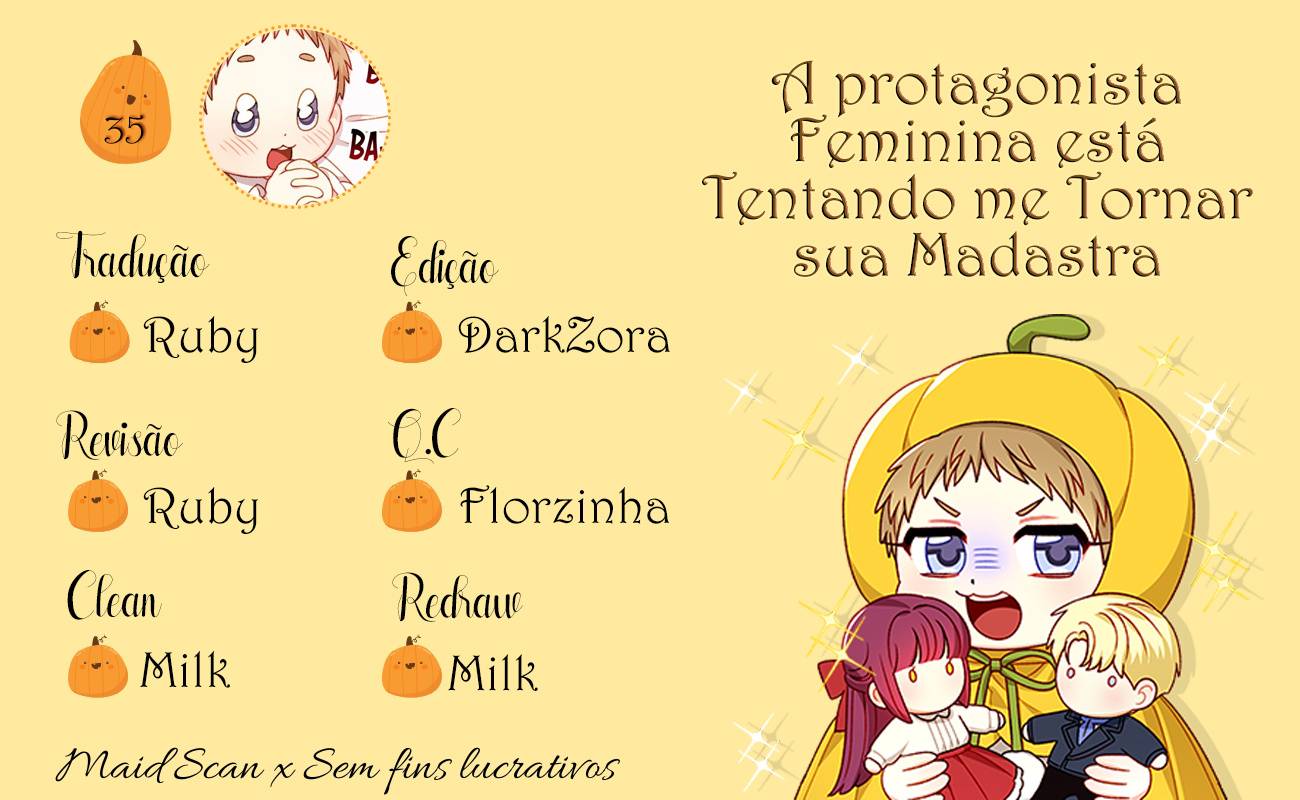 35
BA-
A protagonista
Feminina está
Tentando me Tornar
sua Madastra
Tradução
Ruby
Edição
DarkZora
Revisão
Ruby
Q.C
Florzinha
Clean
Milk
Redraw
Milk
Maid Scan x Sem fins lucrativos